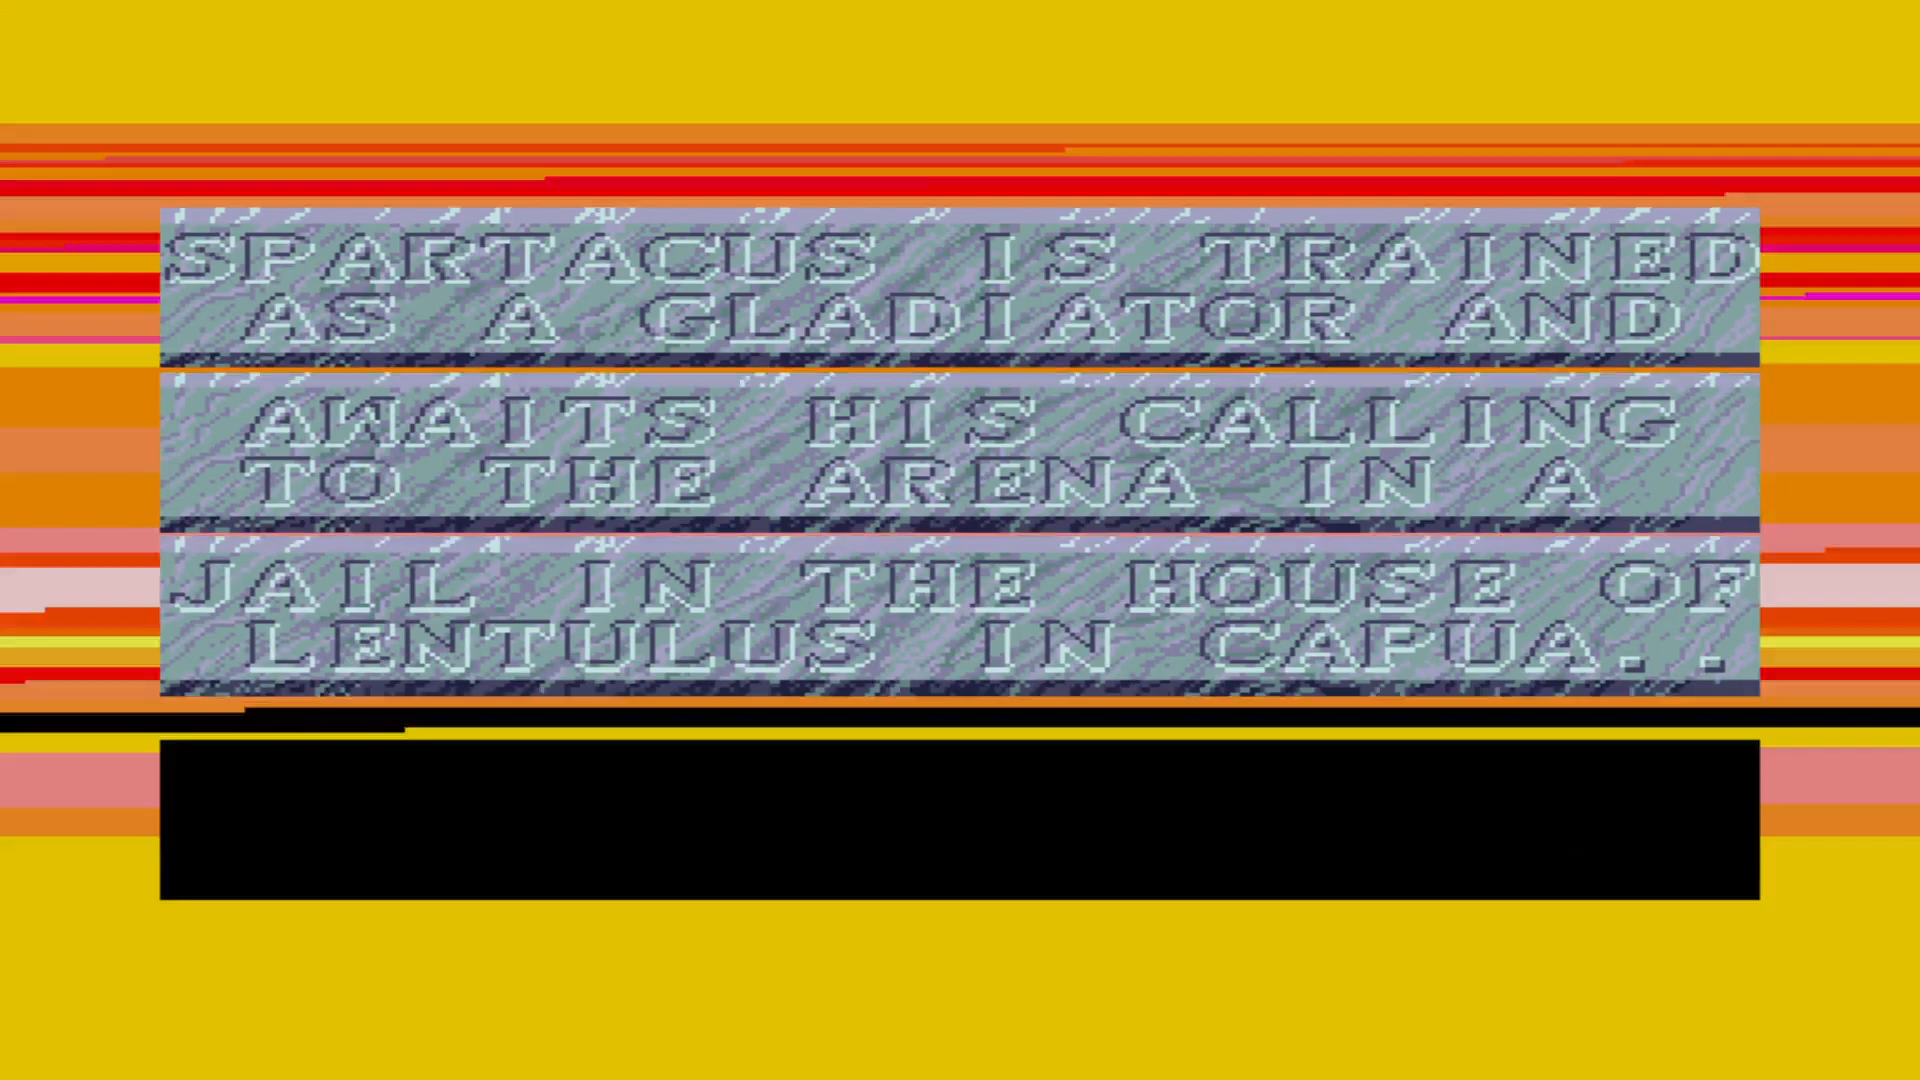 SPARTACUS IS TRAINED
AS A GLADIATOR AND
AWAITS HIS CALLING
TO THE ARENA IN A
JAIL IN THE HOUSE OF
LENTULUS IN CAPUA..